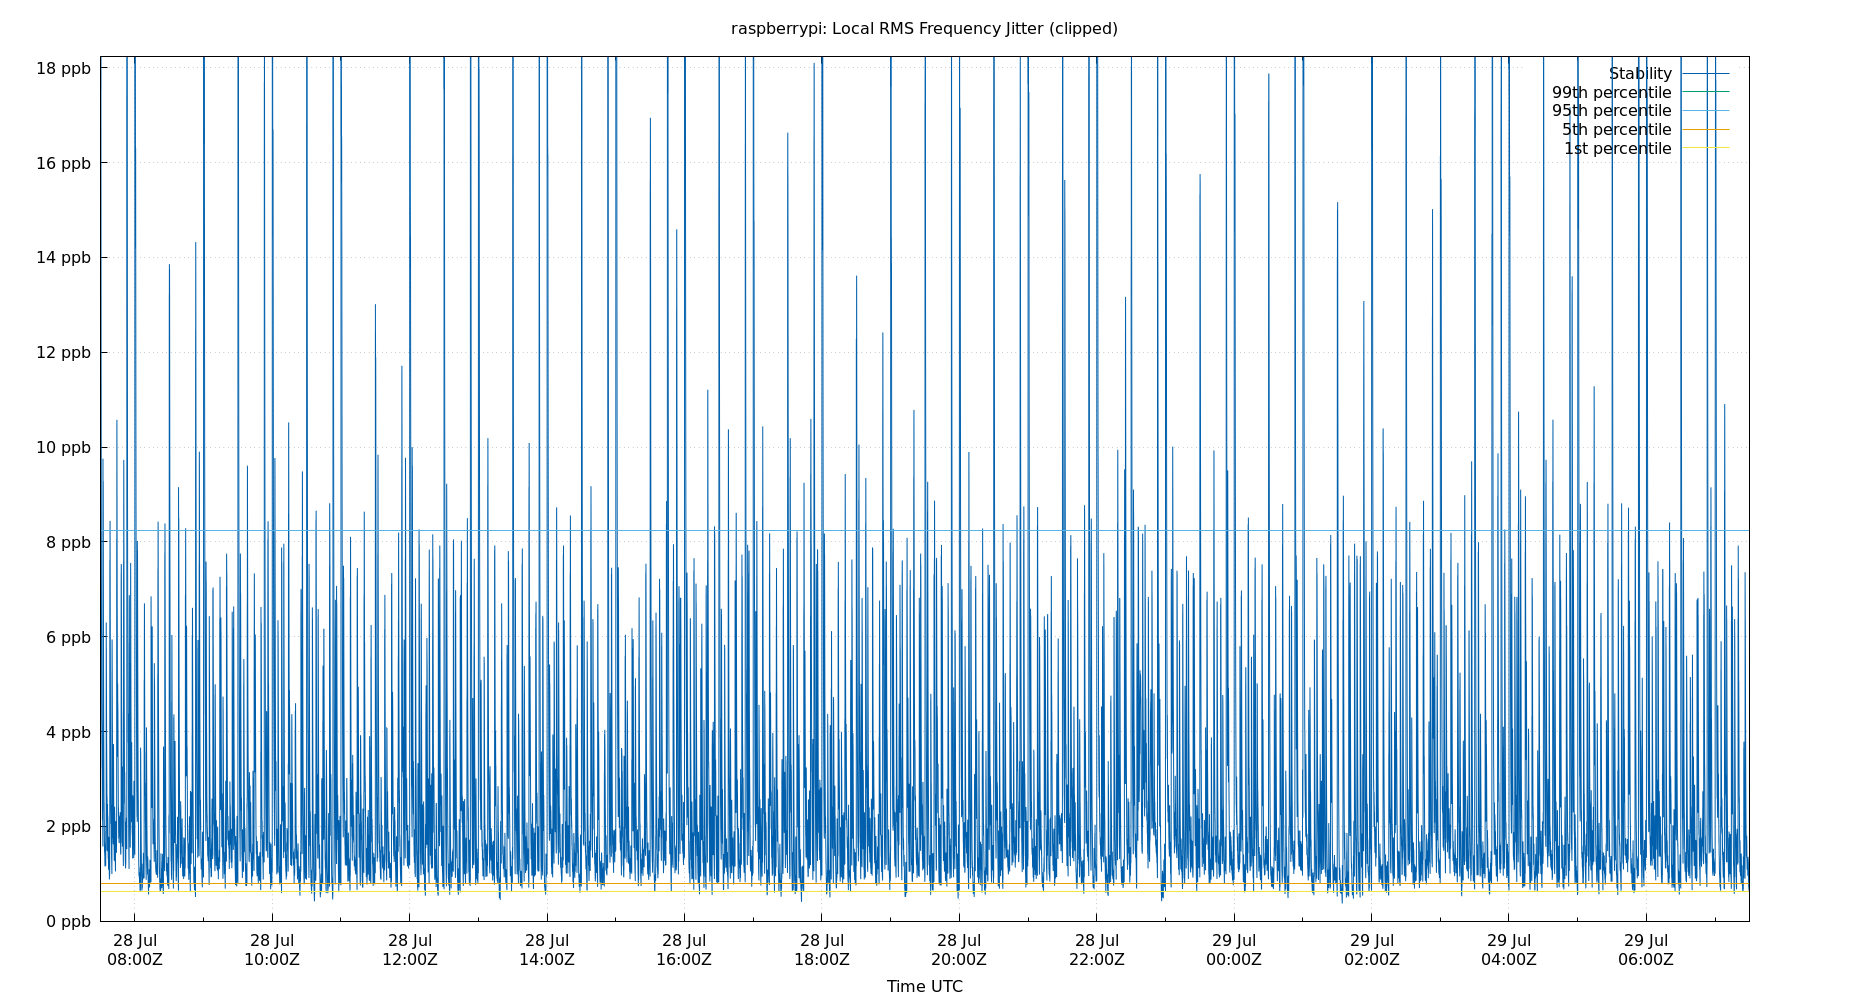 raspberrypi: Local RMS Frequency Jitter (clipped)
18 ppb
16 ppb
14 ppb
12 ppb
10 ppb
8 ppb
6 ppb
4 ppb
2 ppb
0 ppb
Stability
99th percentile
95th percentile
5th percentile
1st percentile
28 Jul 28 Jul 28 Jul 28 Jul 28 Jul 28 Jul 28 Jul 28 Jul 29 Jul 29 Jul 29 Jul 29 Jul
08:00Z 10:00Z 12:00Z 14:00Z 16:00Z 18:00Z 20:00Z 22:00Z 00:00Z 02:00Z 04:00Z 06:00Z
Time UTC